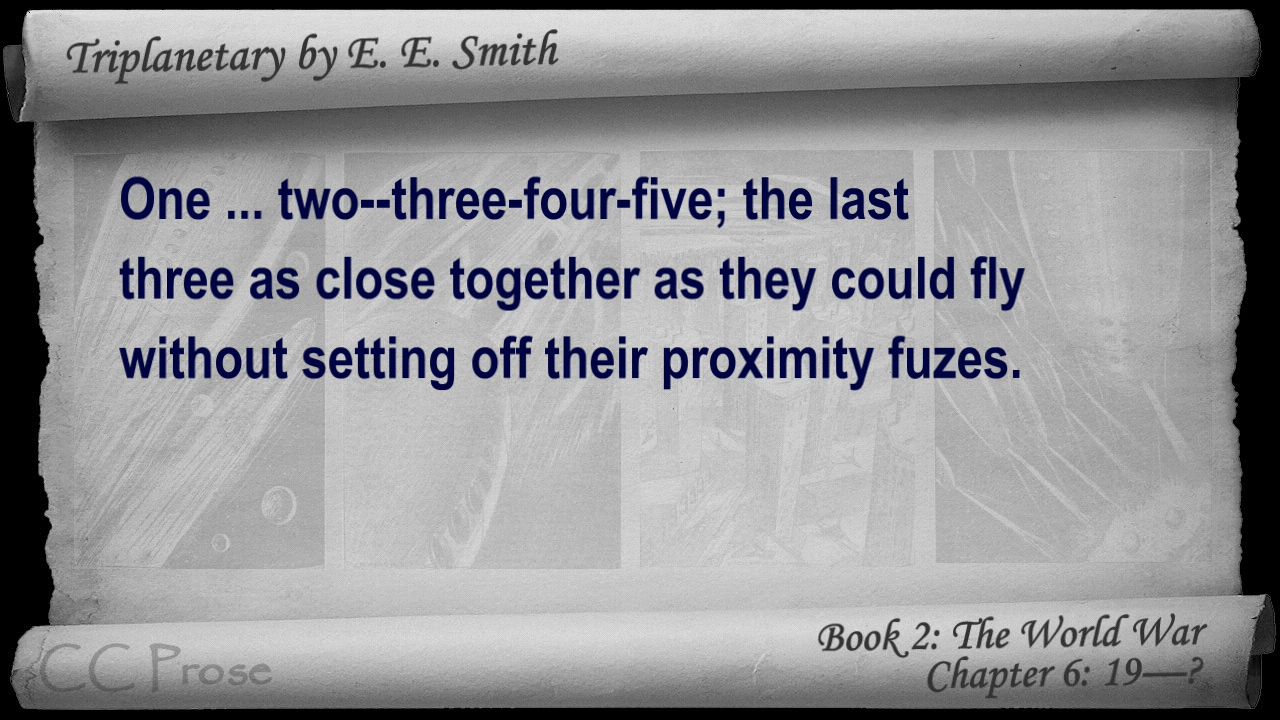 Triplanetary by E. E. Smith
One ... two--three-four-five; the last
three as close together as they could fly
without setting off their proximity fuzes.
CC Prose
Book 2: The World War
Chapter 6: 19—?